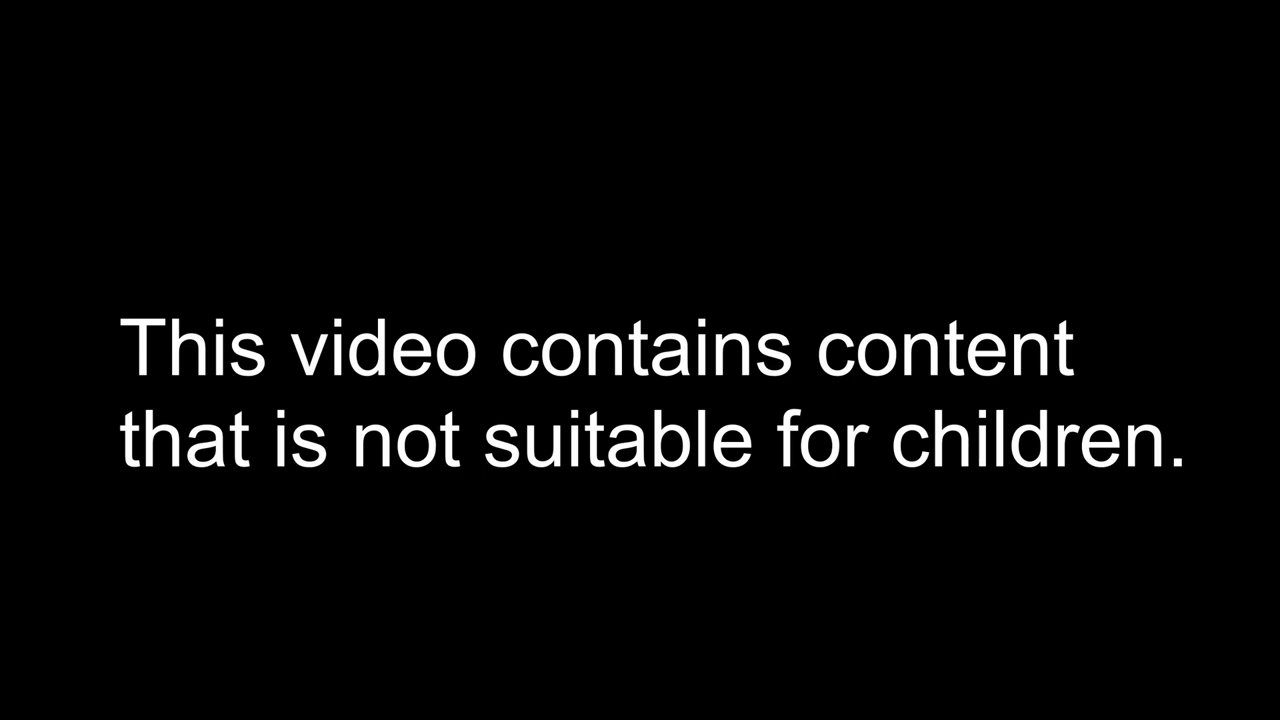 This video contains content
that is not suitable for children.